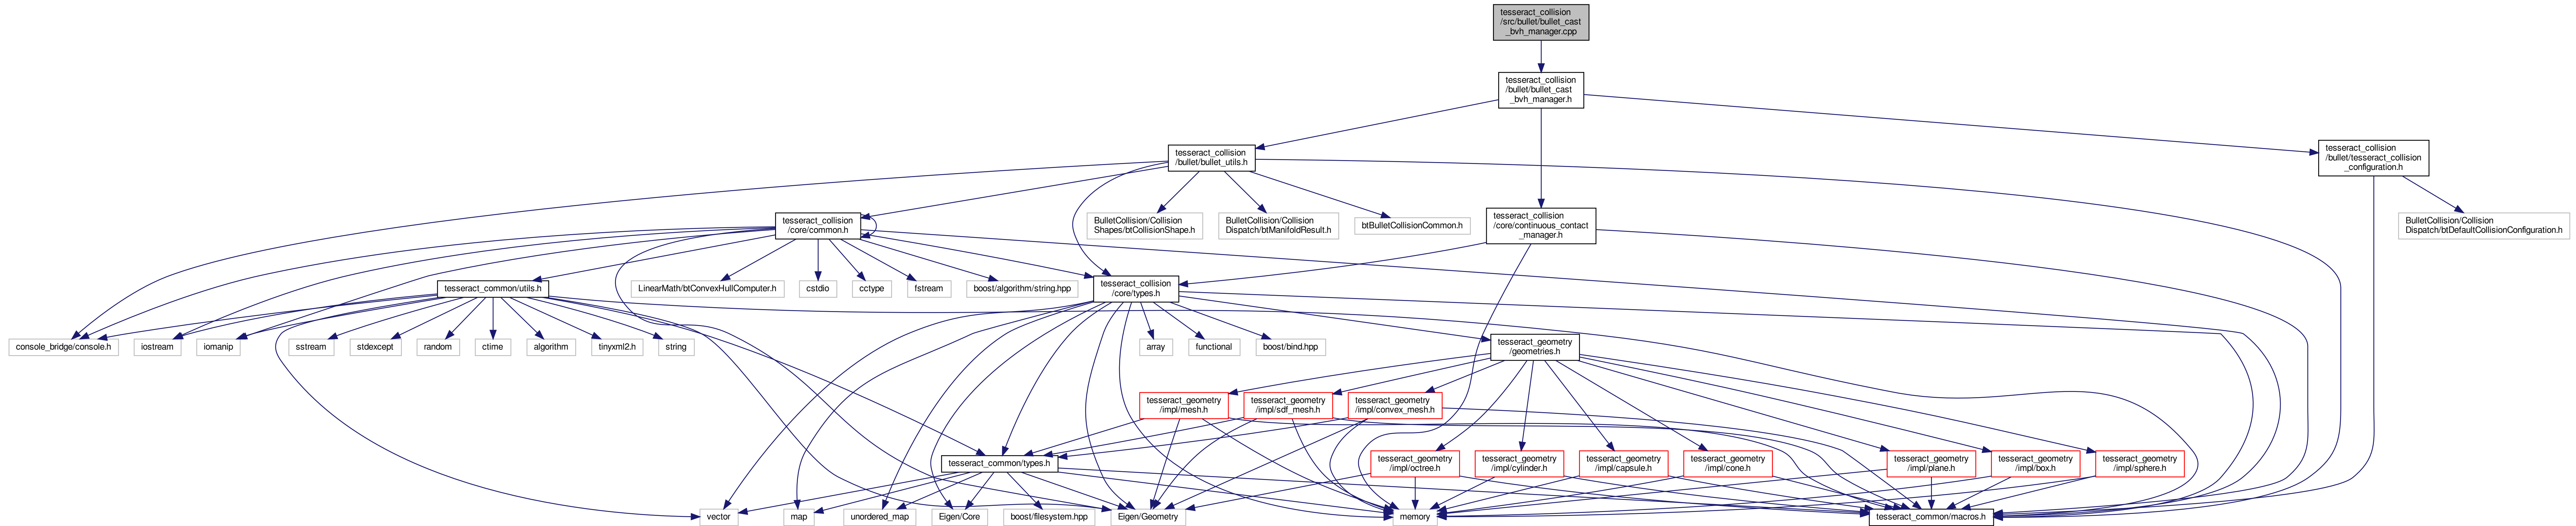 tesseract_collision
/src/bullet/bullet_cast
_bvh_manager.cpp
tesseract_collision
/bullet/bullet_cast
_bvh_manager.h
tesseract_collision
/bullet/bullet_utils.h
tesseract_collision
/bullet/tesseract_collision
_configuration.h
tesseract_collision
/core/common.h
BulletCollision/Collision
Shapes/btCollisionShape.h
BulletCollision/Collision
Dispatch/btManifoldResult.h
btBulletCollisionCommon.h
tesseract_collision
/core/continuous_contact
_manager.h
BulletCollision/Collision
Dispatch/btDefaultCollisionConfiguration.h
tesseract_common/utils.h
LinearMath/btConvexHullComputer.h
cstdio
cctype
fstream
boost/algorithm/string.hpp
tesseract_collision
/core/types.h
console_bridge/console.h
iostream
iomanip
sstream
stdexcept
random
ctime
algorithm
tinyxml2.h
string
array
functional
boost/bind.hpp
tesseract_geometry
/geometries.h
tesseract_geometry
/impl/mesh.h
tesseract_geometry
/impl/sdf_mesh.h
tesseract_geometry
/impl/convex_mesh.h
tesseract_common/types.h
tesseract_geometry
/impl/octree.h
tesseract_geometry
/impl/cylinder.h
tesseract_geometry
/impl/capsule.h
tesseract_geometry
/impl/cone.h
tesseract_geometry
/impl/plane.h
tesseract_geometry
/impl/box.h
tesseract_geometry
/impl/sphere.h
vector
map
unordered_map
Eigen/Core
boost/filesystem.hpp
Eigen/Geometry
memory
tesseract_common/macros.h